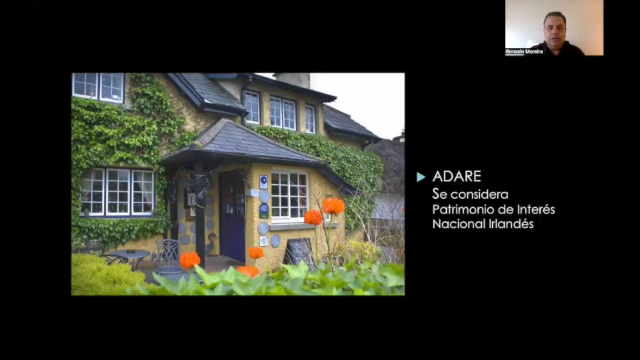 Gonzalo Moreira
ADARE
Se considera
Patrimonio de Interés
Nacional Irlandés